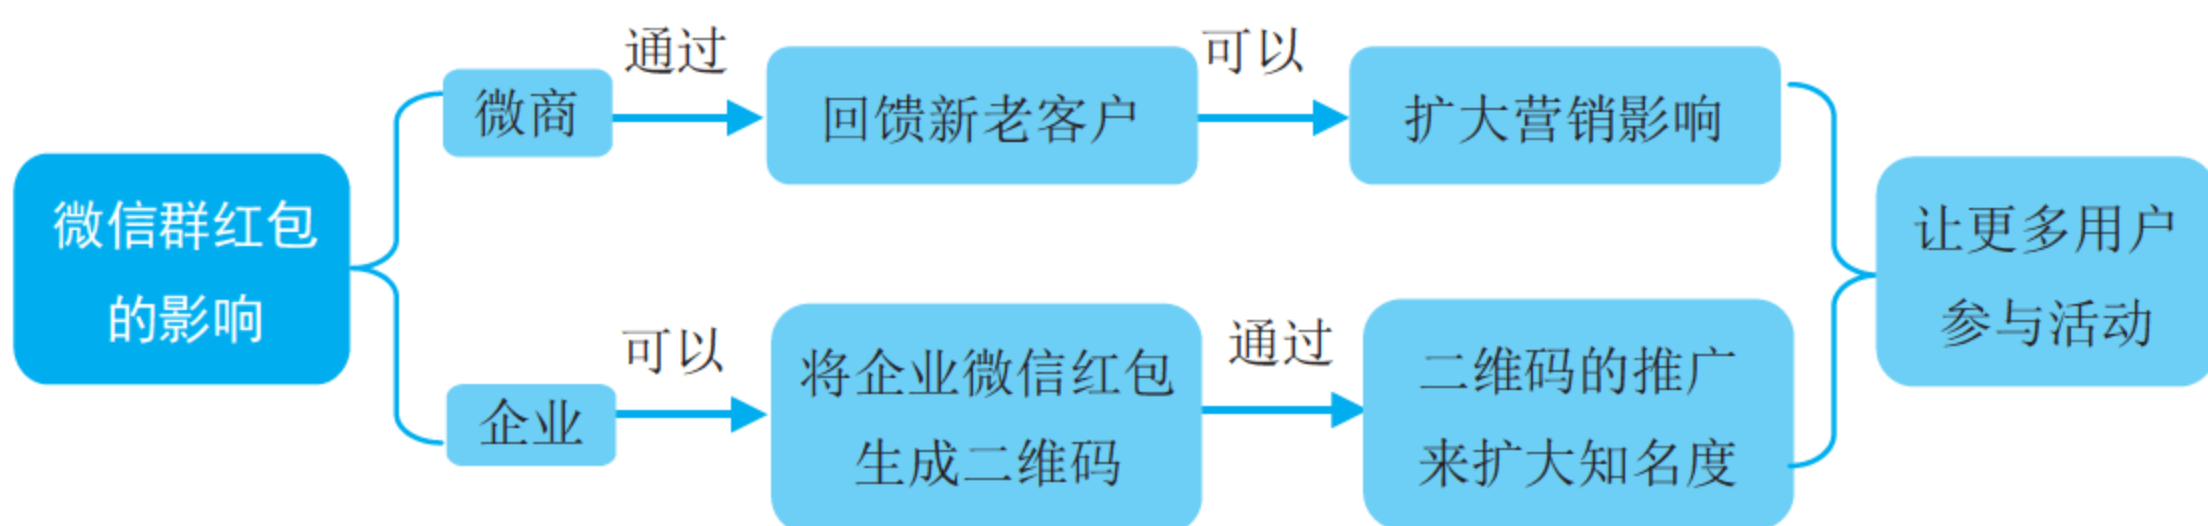 微信群红包
的影响
微商
通过
回馈新老客户
可以
扩大营销影响
企业
可以
将企业微信红包
生成二维码
通过
二维码的推广
来扩大知名度
让更多用户
参与活动